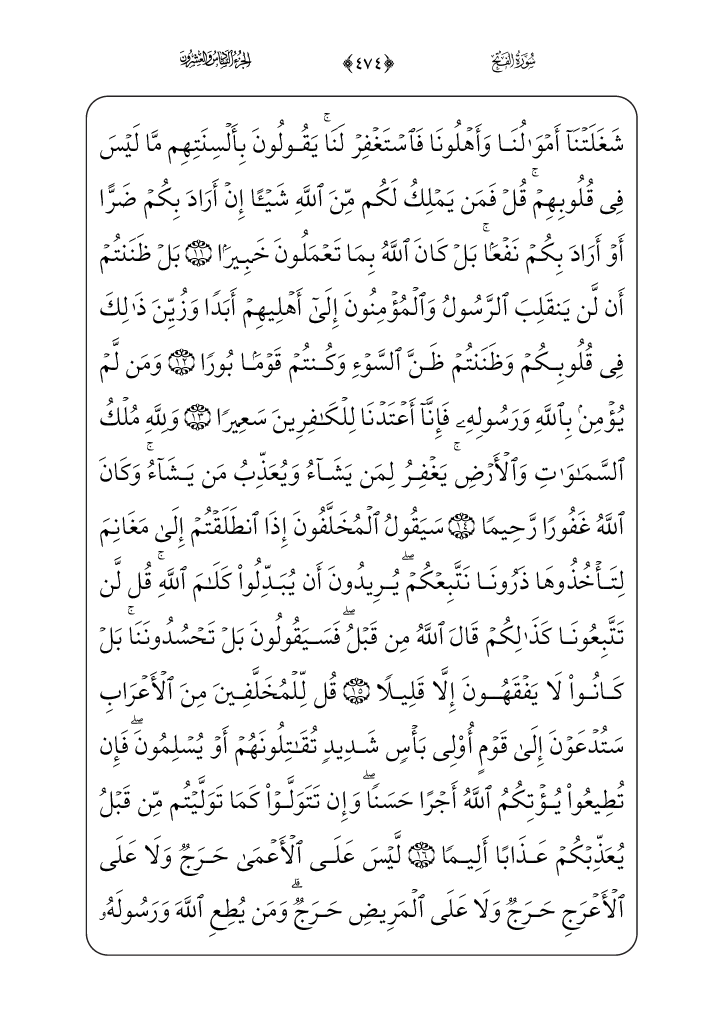 سُورَةُ الفَتْحِ ﴿٤٧٤﴾ الجُزْءُ السَّادِسُ وَالعِشْرُونَ
شَغَلَتۡنَآ أَمۡوَٰلُنَا وَأَهۡلُونَا فَٱسۡتَغۡفِرۡ لَنَاۚ يَقُولُونَ بِأَلۡسِنَتِهِم مَّا لَيۡسَ
فِي قُلُوبِهِمۡۚ قُلۡ فَمَن يَمۡلِكُ لَكُم مِّنَ ٱللَّهِ شَيۡـًٔا إِنۡ أَرَادَ بِكُمۡ ضَرًّا
أَوۡ أَرَادَ بِكُمۡ نَفۡعَۢاۚ بَلۡ كَانَ ٱللَّهُ بِمَا تَعۡمَلُونَ خَبِيرَۢا ١١ بَلۡ ظَنَنتُمۡ
أَن لَّن يَنقَلِبَ ٱلرَّسُولُ وَٱلۡمُؤۡمِنُونَ إِلَىٰٓ أَهۡلِيهِمۡ أَبَدٗا وَزُيِّنَ ذَٰلِكَ
فِي قُلُوبِكُمۡ وَظَنَنتُمۡ ظَنَّ ٱلسَّوۡءِ وَكُنتُمۡ قَوۡمَۢا بُورٗا ١٢ وَمَن لَّمۡ
يُؤۡمِنۢ بِٱللَّهِ وَرَسُولِهِۦ فَإِنَّآ أَعۡتَدۡنَا لِلۡكَٰفِرِينَ سَعِيرٗا ١٣ وَلِلَّهِ مُلۡكُ
ٱلسَّمَٰوَٰتِ وَٱلۡأَرۡضِۚ يَغۡفِرُ لِمَن يَشَآءُ وَيُعَذِّبُ مَن يَشَآءُۚ وَكَانَ
ٱللَّهُ غَفُورٗا رَّحِيمٗا ١٤ سَيَقُولُ ٱلۡمُخَلَّفُونَ إِذَا ٱنطَلَقۡتُمۡ إِلَىٰ مَغَانِمَ
لِتَأۡخُذُوهَا ذَرُونَا نَتَّبِعۡكُمۡۖ يُرِيدُونَ أَن يُبَدِّلُواْ كَلَٰمَ ٱللَّهِۚ قُل لَّن
تَتَّبِعُونَا كَذَٰلِكُمۡ قَالَ ٱللَّهُ مِن قَبۡلُۖ فَسَيَقُولُونَ بَلۡ تَحۡسُدُونَنَاۚ بَلۡ
كَانُواْ لَا يَفۡقَهُونَ إِلَّا قَلِيلٗا ١٥ قُل لِّلۡمُخَلَّفِينَ مِنَ ٱلۡأَعۡرَابِ
سَتُدۡعَوۡنَ إِلَىٰ قَوۡمٍ أُوْلِي بَأۡسٖ شَدِيدٖ تُقَٰتِلُونَهُمۡ أَوۡ يُسۡلِمُونَۖ فَإِن
تُطِيعُواْ يُؤۡتِكُمُ ٱللَّهُ أَجۡرًا حَسَنٗاۖ وَإِن تَتَوَلَّوۡاْ كَمَا تَوَلَّيۡتُم مِّن قَبۡلُ
يُعَذِّبۡكُمۡ عَذَابًا أَلِيمٗا ١٦ لَّيۡسَ عَلَى ٱلۡأَعۡمَىٰ حَرَجٞ وَلَا عَلَى
ٱلۡأَعۡرَجِ حَرَجٞ وَلَا عَلَى ٱلۡمَرِيضِ حَرَجٞۗ وَمَن يُطِعِ ٱللَّهَ وَرَسُولَهُۥ